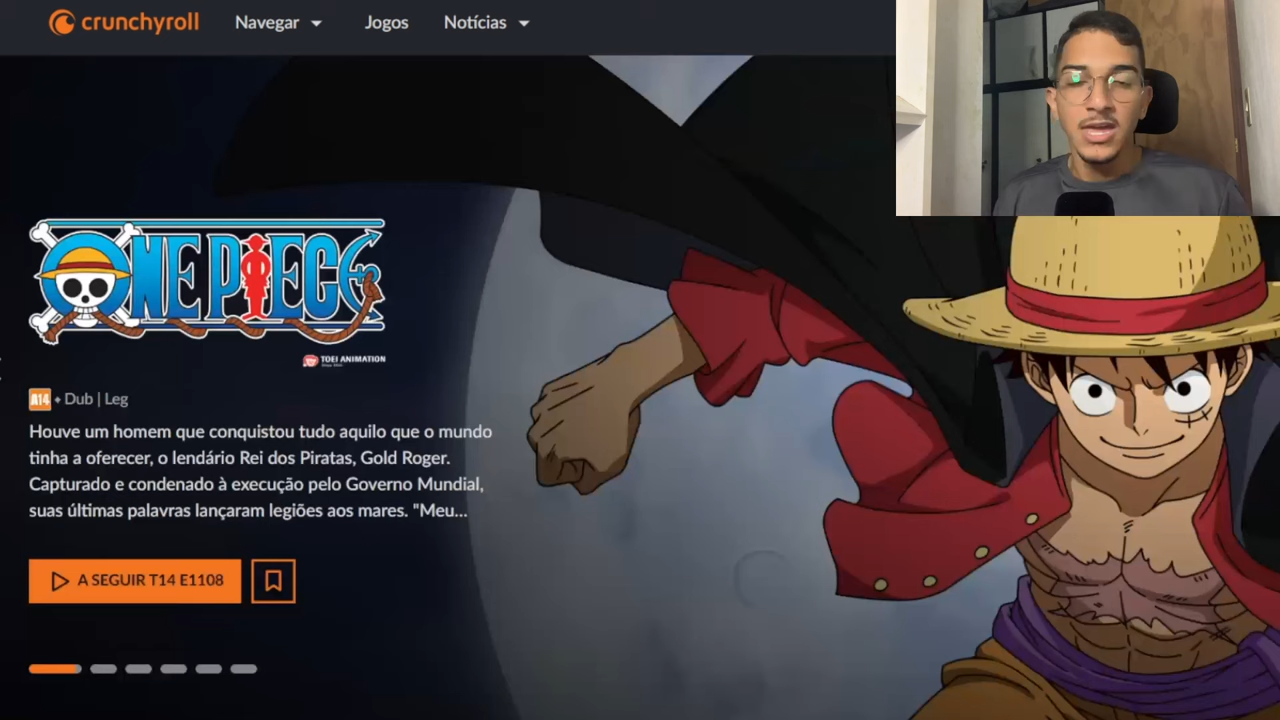 crunchyroll Navegar Jogos Notícias
ONE PIECE
TOEI ANIMATION
A14 Dub | Leg
Houve um homem que conquistou tudo aquilo que o mundo
tinha a oferecer, o lendário Rei dos Piratas, Gold Roger.
Capturado e condenado à execução pelo Governo Mundial,
suas últimas palavras lançaram legiões aos mares. "Meu...
A SEGUIR T14 E1108